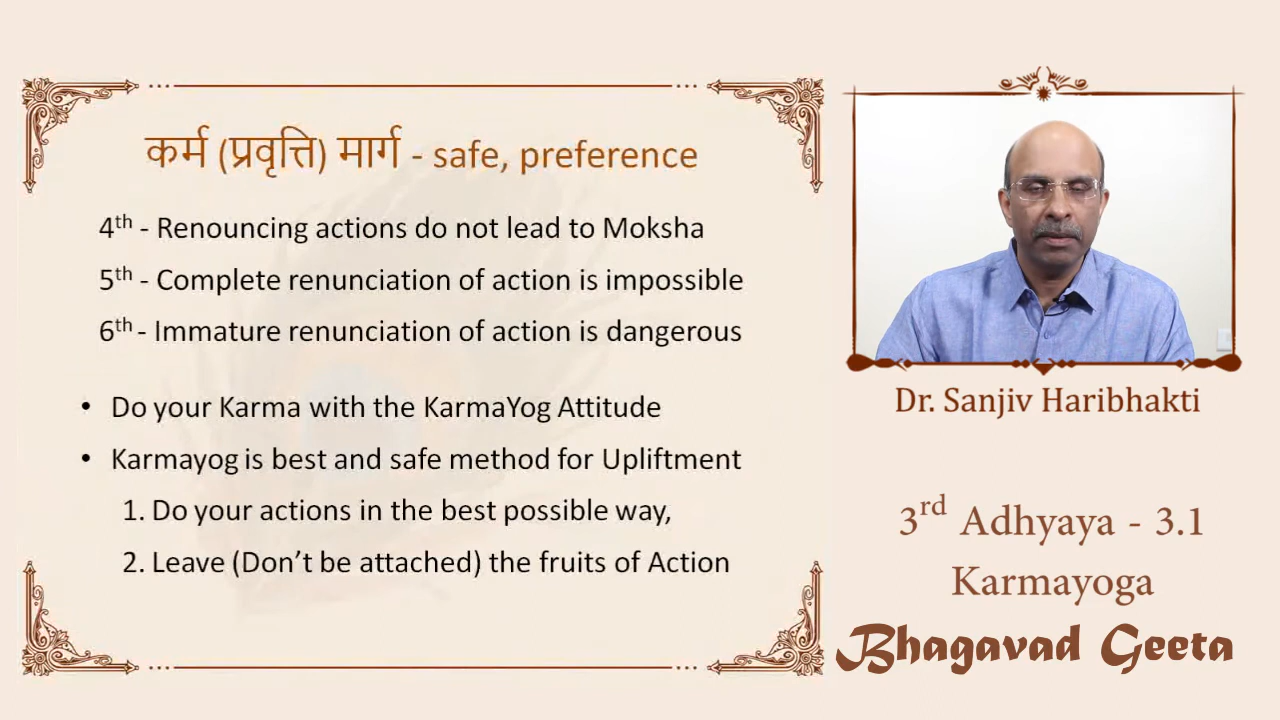 कर्म (प्रवृत्ति) मार्ग - safe, preference
4th - Renouncing actions do not lead to Moksha
5th - Complete renunciation of action is impossible
6th - Immature renunciation of action is dangerous
• Do your Karma with the KarmaYog Attitude
• Karmayog is best and safe method for Upliftment
1. Do your actions in the best possible way,
2. Leave (Don't be attached) the fruits of Action
Dr. Sanjiv Haribhakti
3rd Adhyaya - 3.1
Karmayoga
Bhagavad Geeta